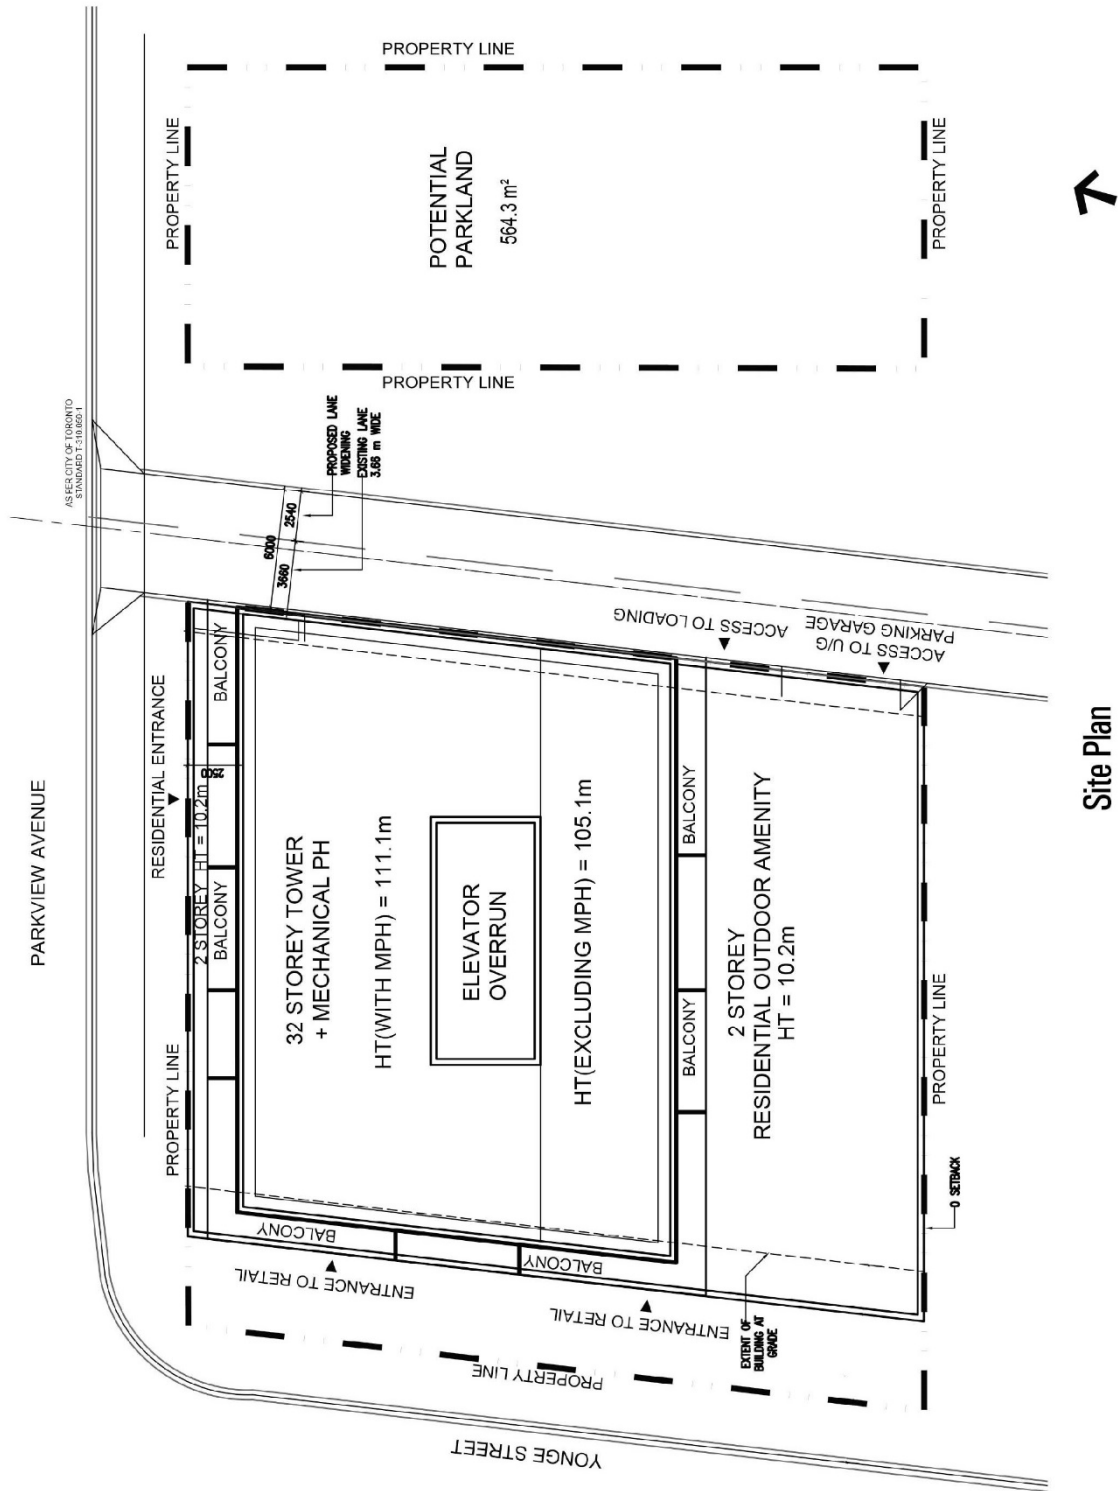 PROPERTY LINE
PROPERTY LINE
PROPERTY LINE
POTENTIAL
PARKLAND
564.3 m²
PROPERTY LINE
AS PER CITY OF TORONTO
STANDARD T-310.050-1
PROPOSED LANE
WIDENING
EXISTING LANE
3.66 m WIDE
6000
2540
3660
PARKVIEW AVENUE
RESIDENTIAL ENTRANCE
BALCONY
2500
2 STOREY HT = 10.2m
BALCONY
PROPERTY LINE
ACCESS TO LOADING
ACCESS TO U/G
PARKING GARAGE
32 STOREY TOWER
+ MECHANICAL PH
HT(WITH MPH) = 111.1m
ELEVATOR
OVERRUN
HT(EXCLUDING MPH) = 105.1m
BALCONY
BALCONY
2 STOREY
RESIDENTIAL OUTDOOR AMENITY
HT = 10.2m
PROPERTY LINE
0 SETBACK
BALCONY
BALCONY
ENTRANCE TO RETAIL
ENTRANCE TO RETAIL
EXTENT OF
BUILDING AT
GRADE
PROPERTY LINE
YONGE STREET
Site Plan